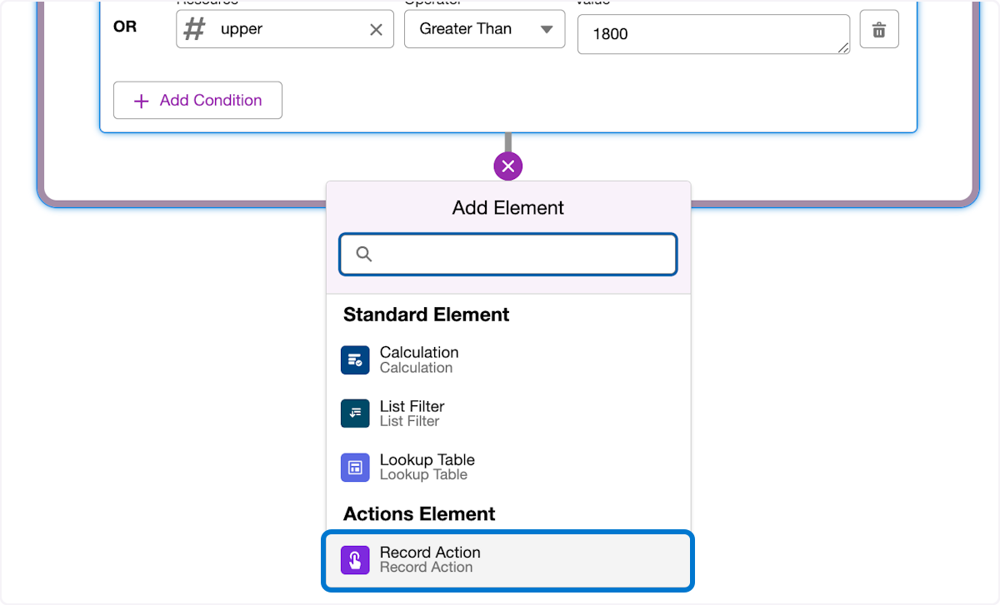 Resource Operator Value
OR upper Greater Than 1800
Add Condition
Add Element
Standard Element
Calculation
Calculation
List Filter
List Filter
Lookup Table
Lookup Table
Actions Element
Record Action
Record Action